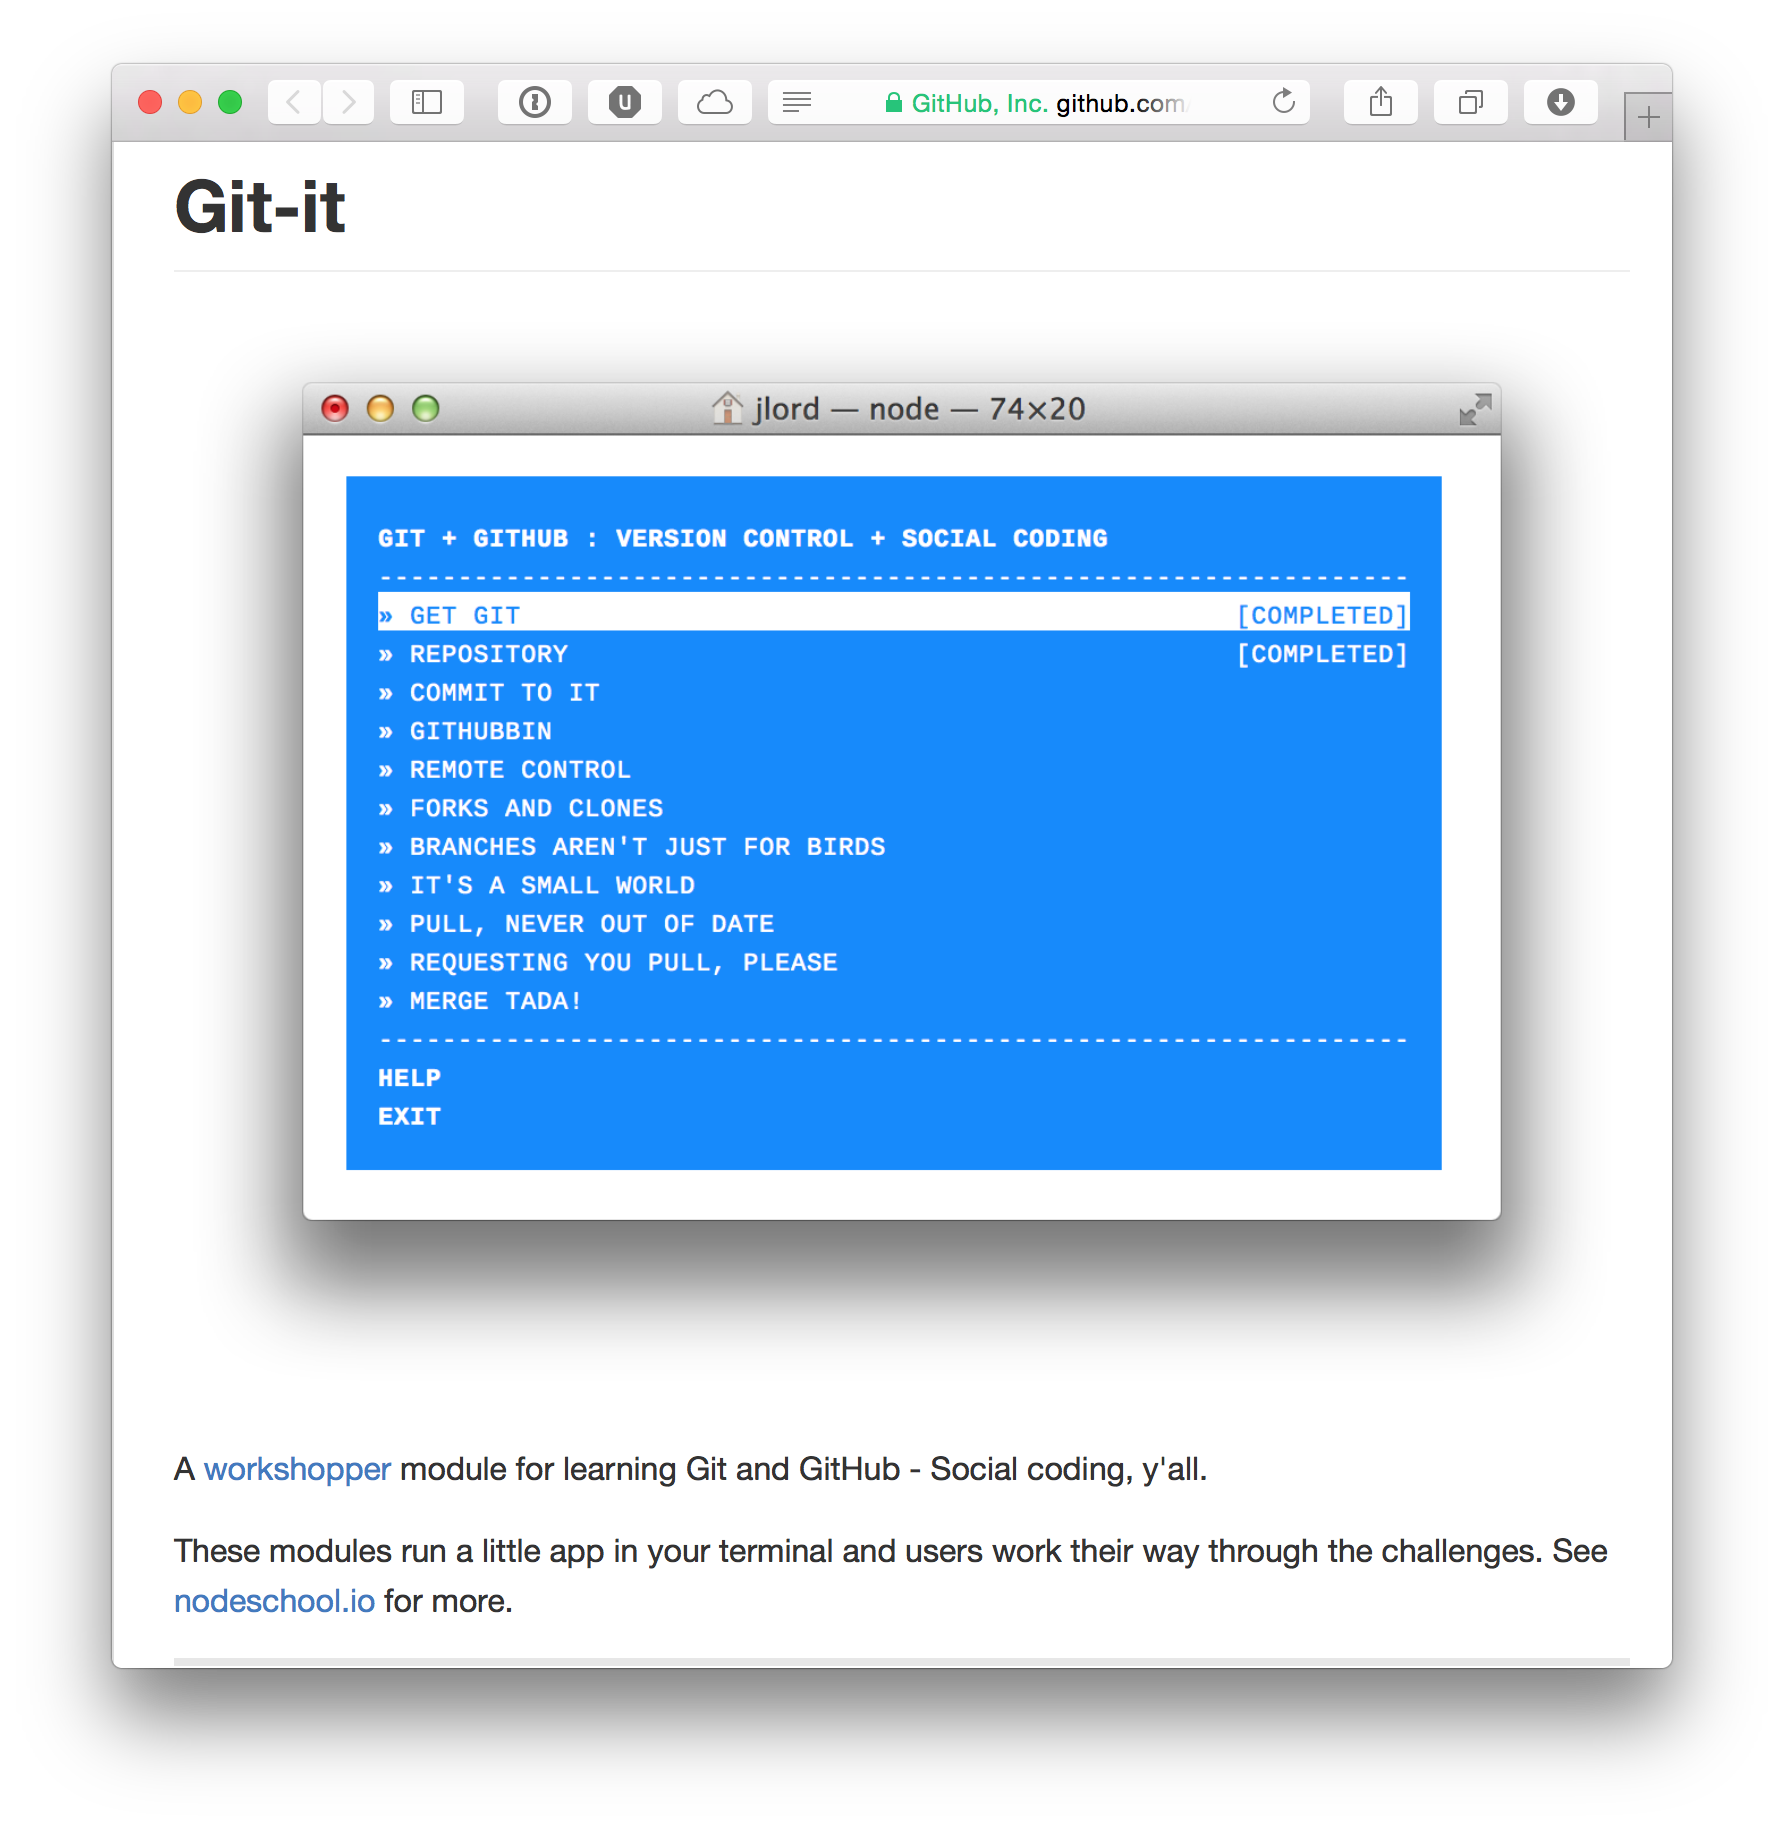 GitHub, Inc. github.com
Git-it
jlord — node — 74×20
GIT + GITHUB : VERSION CONTROL + SOCIAL CODING
-----------------------------------------------------------------
» GET GIT [COMPLETED]
» REPOSITORY [COMPLETED]
» COMMIT TO IT
» GITHUBBIN
» REMOTE CONTROL
» FORKS AND CLONES
» BRANCHES AREN'T JUST FOR BIRDS
» IT'S A SMALL WORLD
» PULL, NEVER OUT OF DATE
» REQUESTING YOU PULL, PLEASE
» MERGE TADA!
-----------------------------------------------------------------
HELP
EXIT
A workshopper module for learning Git and GitHub - Social coding, y'all.
These modules run a little app in your terminal and users work their way through the challenges. See
nodeschool.io for more.